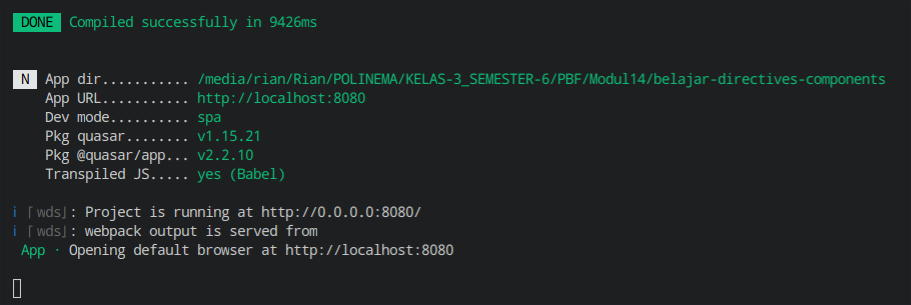 DONE Compiled successfully in 9426ms
N App dir........... /media/rian/Rian/POLINEMA/KELAS-3_SEMESTER-6/PBF/Modul14/belajar-directives-components
App URL........... http://localhost:8080
Dev mode.......... spa
Pkg quasar........ v1.15.21
Pkg @quasar/app... v2.2.10
Transpiled JS..... yes (Babel)
i ｢wds｣: Project is running at http://0.0.0.0:8080/
i ｢wds｣: webpack output is served from
App · Opening default browser at http://localhost:8080